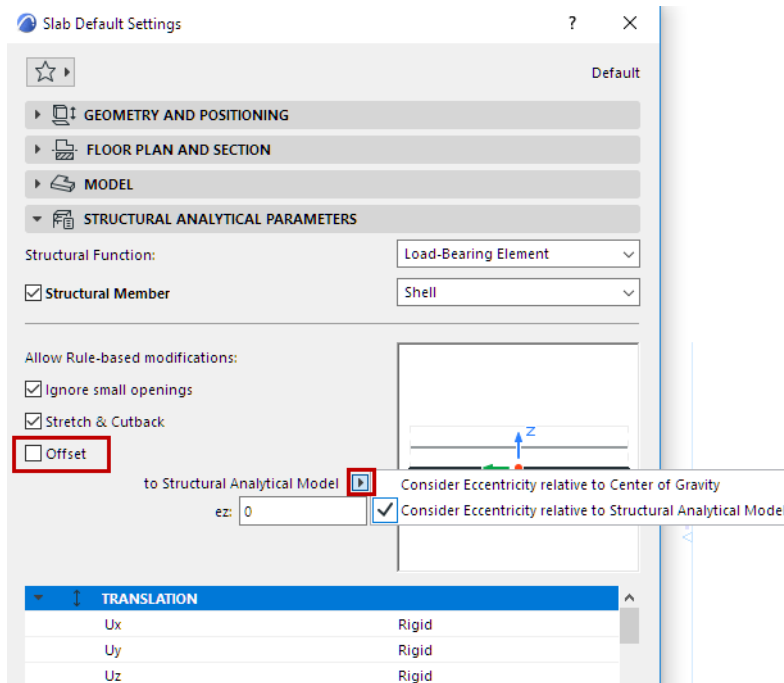 Slab Default Settings ? ×
Default
GEOMETRY AND POSITIONING
FLOOR PLAN AND SECTION
MODEL
STRUCTURAL ANALYTICAL PARAMETERS
Structural Function: Load-Bearing Element
Structural Member Shell
Allow Rule-based modifications:
Ignore small openings
Stretch & Cutback
z
Offset
to Structural Analytical Model Consider Eccentricity relative to Center of Gravity
ez: 0 Consider Eccentricity relative to Structural Analytical Model
TRANSLATION
Ux Rigid
Uy Rigid
Uz Rigid